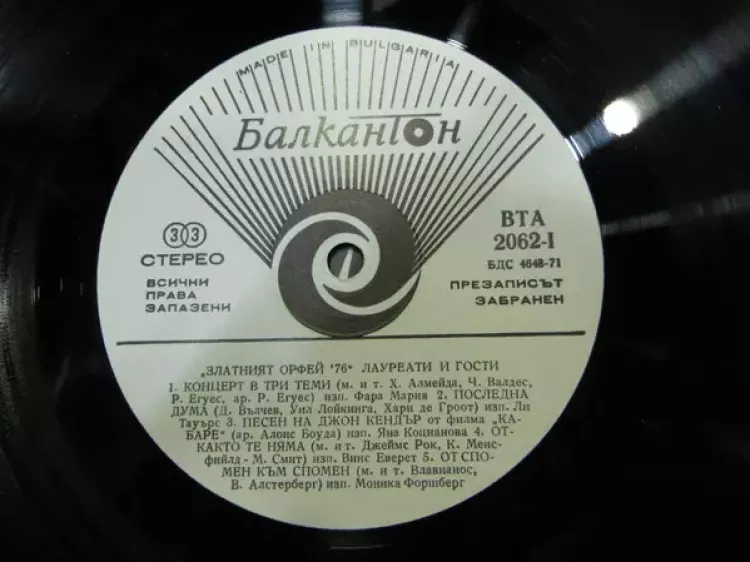 MADE IN BULGARIA
БалканТон
33
СТЕРЕО
ВСИЧКИ
ПРАВА
ЗАПАЗЕНИ
ВТА
2062-I
БДС 4648-71
ПРЕЗАПИСЪТ
ЗАБРАНЕН
„ЗЛАТНИЯТ ОРФЕЙ '76“ ЛАУРЕАТИ И ГОСТИ
1. КОНЦЕРТ В ТРИ ТЕМИ (м. и т. Х. Алмейда, Ч. Валдес,
Р. Егуес, ар. Р. Егуес) изп. Фара Мария 2. ПОСЛЕДНА
ДУМА (Д. Вълчев, Уил Лойкинга, Хари де Гроот) изп. Ли
Тауърс 3. ПЕСЕН НА ДЖОН КЕНДЪР от филма „КА-
БАРЕ“ (ар. Алоис Боуда) изп. Яна Коцианова 4. ОТ-
КАКТО ТЕ НЯМА (м. и т. Джеймс Рок, К. Менс-
фийлд - М. Смит) изп. Винс Еверет 5. ОТ СПО-
МЕН КЪМ СПОМЕН (м. и т. Влавианос,
В. Алстерберг) изп. Моника Форшберг